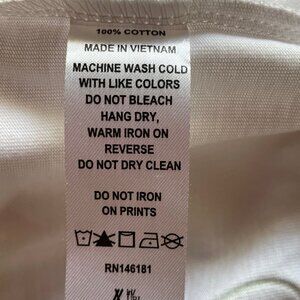 100% COTTON
MADE IN VIETNAM
MACHINE WASH COLD
WITH LIKE COLORS
DO NOT BLEACH
HANG DRY,
WARM IRON ON
REVERSE
DO NOT DRY CLEAN
DO NOT IRON
ON PRINTS
RN146181